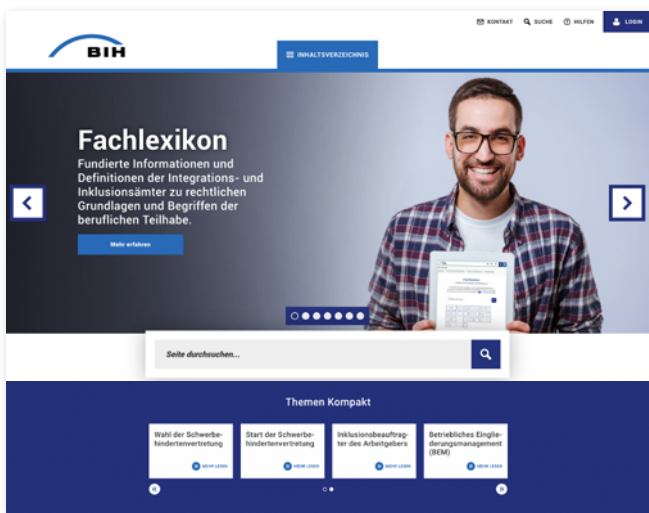 KONTAKT SUCHE HILFEN LOGIN
BIH
INHALTSVERZEICHNIS
Fachlexikon
Fundierte Informationen und
Definitionen der Integrations- und
Inklusionsämter zu rechtlichen
Grundlagen und Begriffen der
beruflichen Teilhabe.
Mehr erfahren
Fachlexikon
Seite durchsuchen...
Themen Kompakt
Wahl der Schwerbe-
hindertenvertretung
MEHR LESEN
Start der Schwerbe-
hindertenvertretung
MEHR LESEN
Inklusionsbeauftrag-
ter des Arbeitgebers
MEHR LESEN
Betriebliches Einglie-
derungsmanagement
(BEM)
MEHR LESEN